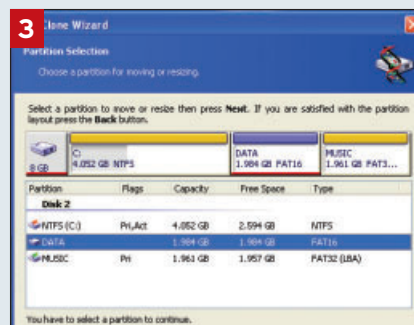 3
Clone Wizard
Partition Selection
Choose a partition for moving or resizing.
Select a partition to move or resize then press Next. If you are satisfied with the partition
layout press the Back button.
8 GB
C:
4.052 GB NTFS
DATA
1.984 GB FAT16
MUSIC
1.961 GB FAT3...
Partition Flags Capacity Free Space Type
Disk 2
NTFS (C:) Pri,Act 4.052 GB 2.594 GB NTFS
DATA 1.984 GB 1.984 GB FAT16
MUSIC Pri 1.961 GB 1.957 GB FAT32 (LBA)
You have to select a partition to continue.